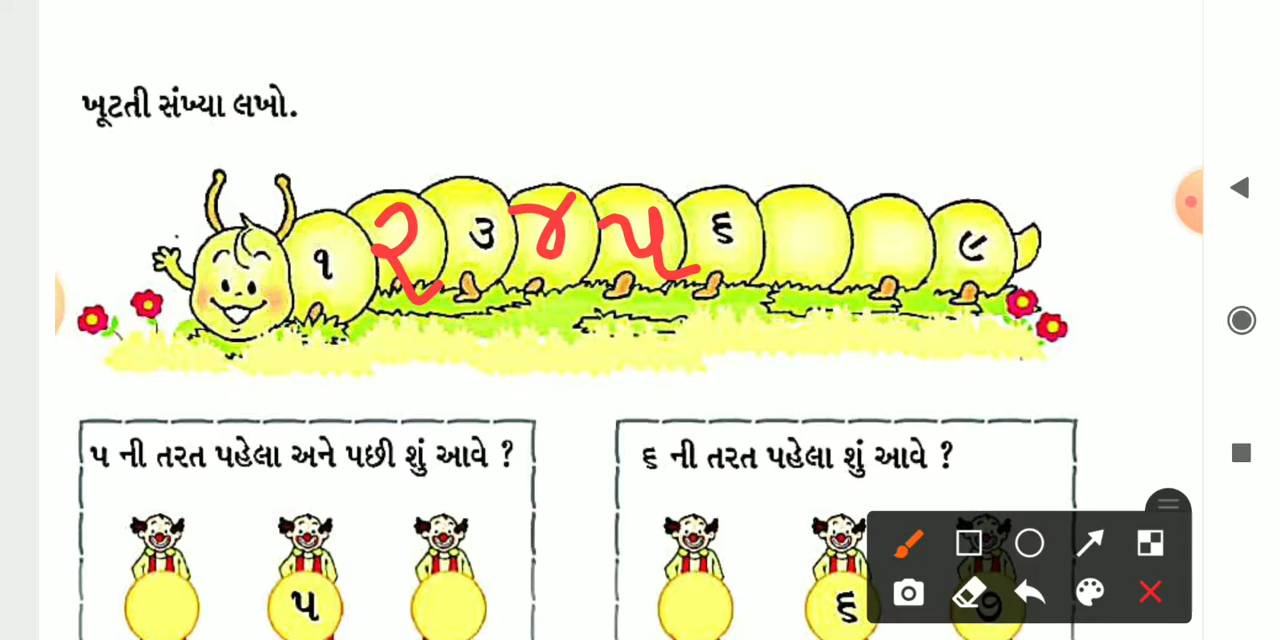 ખૂટતી સંખ્યા લખો.
૧ ૨ ૩ ૪ ૫ ૬ ૯
૫ ની તરત પહેલા અને પછી શું આવે ?
૬ ની તરત પહેલા શું આવે ?
૫
૬ ૭